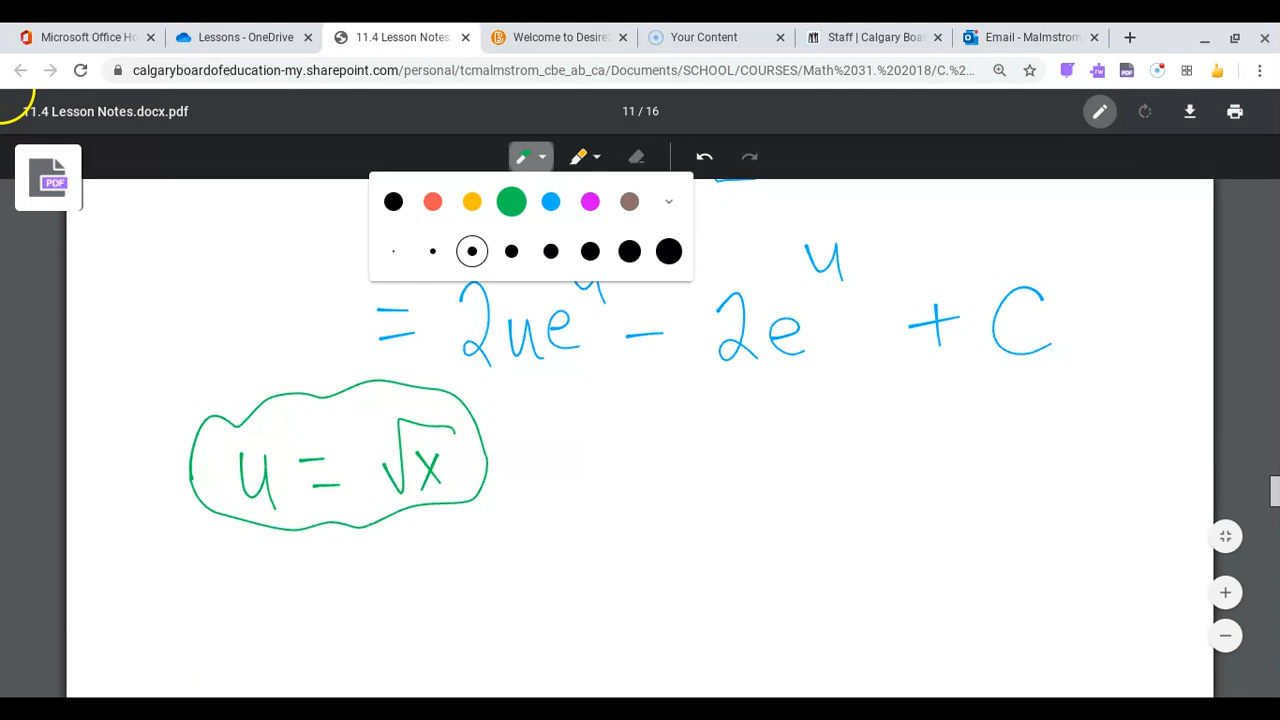 Microsoft Office Ho
Lessons - OneDrive
11.4 Lesson Notes.
Welcome to Desire2
Your Content
Staff | Calgary Boa
Email - Malmstrom
calgaryboardofeducation-my.sharepoint.com/personal/tcmalmstrom_cbe_ab_ca/Documents/SCHOOL/COURSES/Math%2031.%202018/C.%2...
11.4 Lesson Notes.docx.pdf
11 / 16
PDF
= 2ue^u - 2e^u + C
u = √x